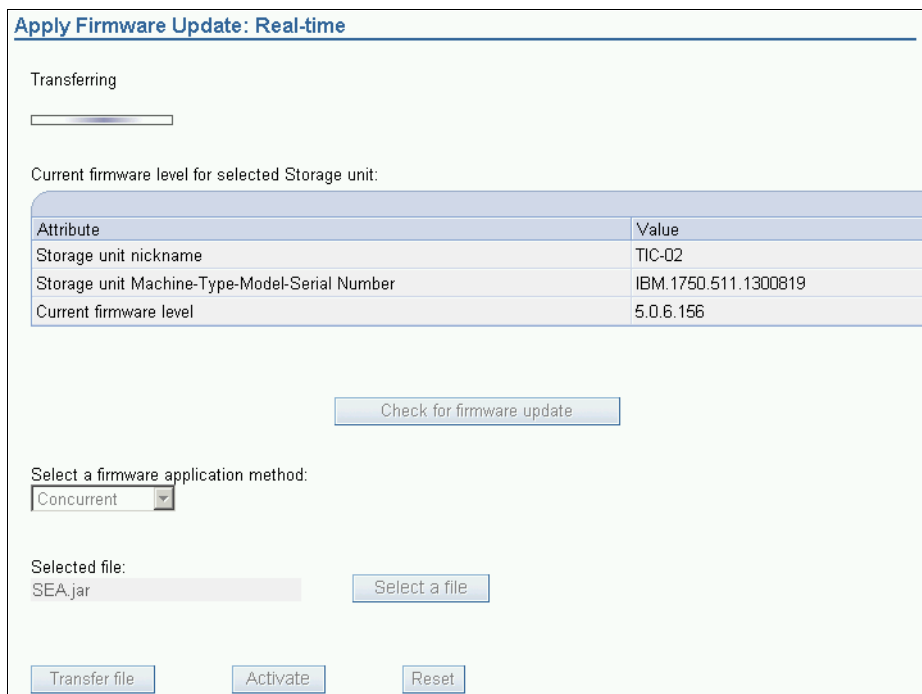 Apply Firmware Update: Real-time
Transferring
Current firmware level for selected Storage unit:
Attribute Value
Storage unit nickname TIC-02
Storage unit Machine-Type-Model-Serial Number IBM.1750.511.1300819
Current firmware level 5.0.6.156
Check for firmware update
Select a firmware application method:
Concurrent
Selected file:
SEA.jar Select a file
Transfer file Activate Reset